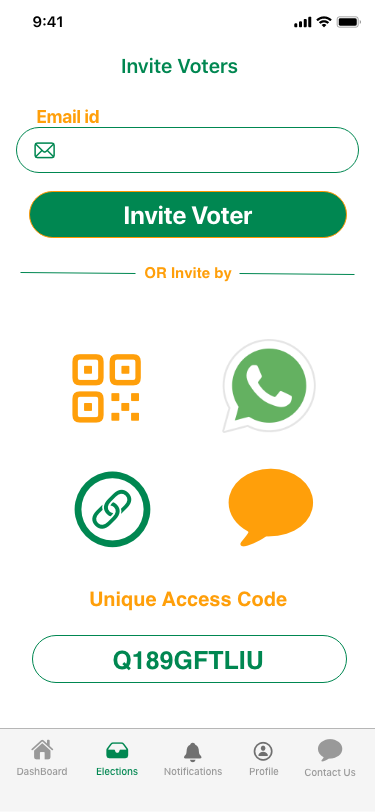 9:41
Invite Voters
Email id
Invite Voter
OR Invite by
Unique Access Code
Q189GFTLIU
DashBoard Elections Notifications Profile Contact Us